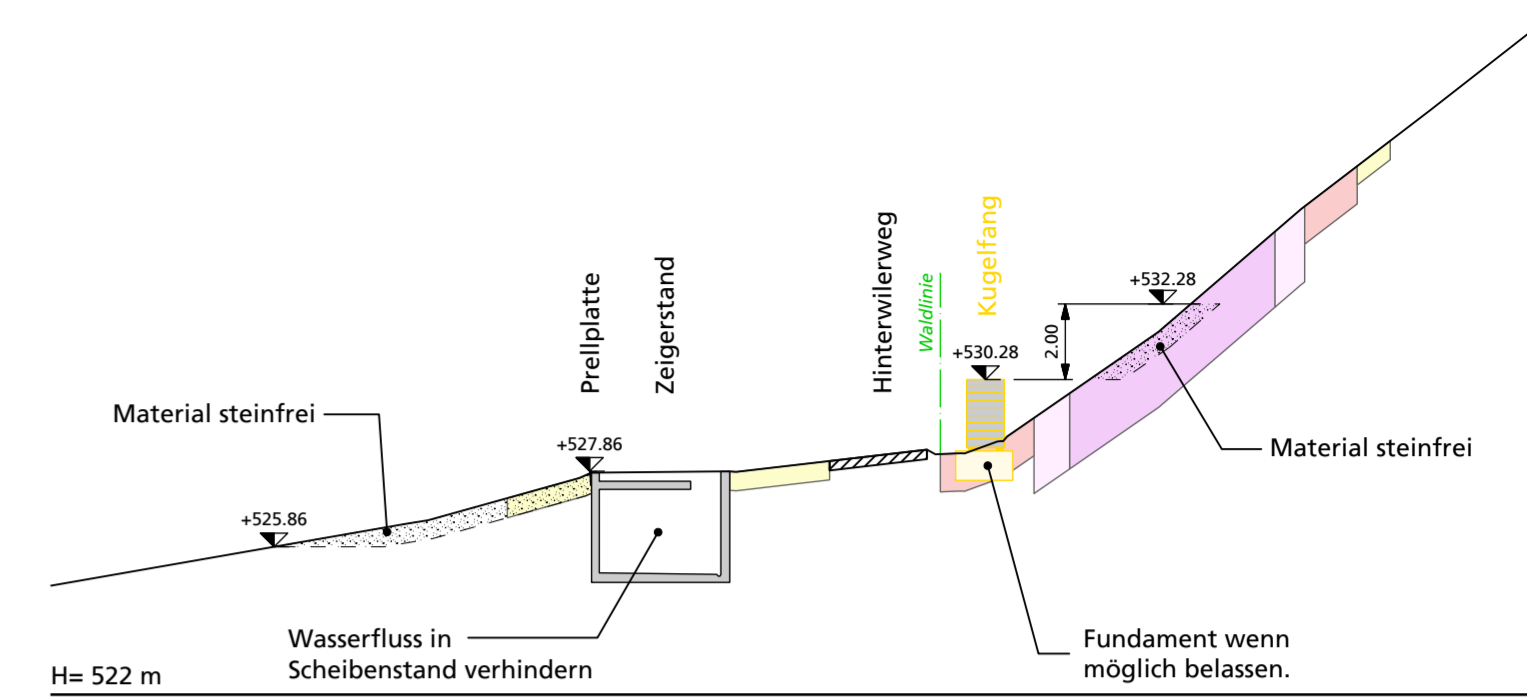 Prellplatte
Zeigerstand
Hinterwilerweg
Waldlinie
Kugelfang
+532.28
2.00
+530.28
Material steinfrei
+527.86
Material steinfrei
+525.86
Wasserfluss in
Scheibenstand verhindern
Fundament wenn
möglich belassen.
H= 522 m